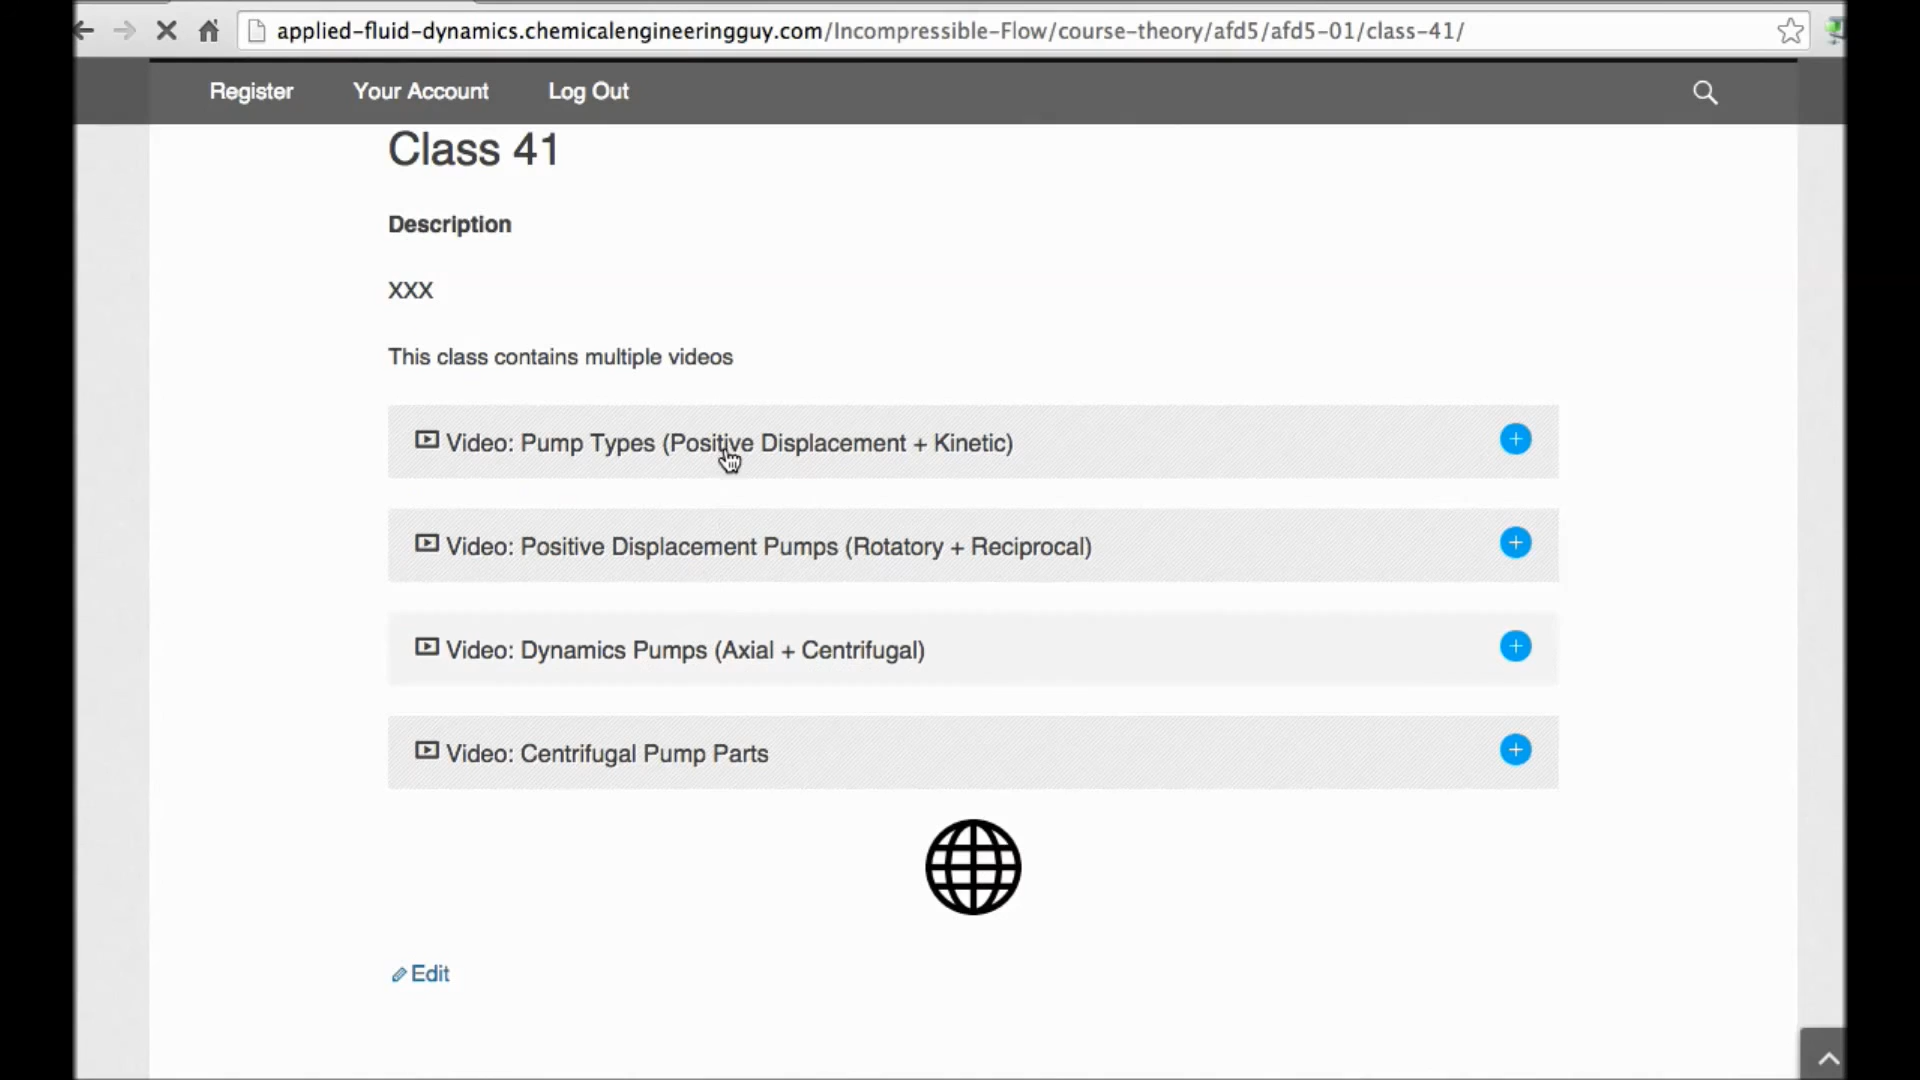 applied-fluid-dynamics.chemicalengineeringguy.com/Incompressible-Flow/course-theory/afd5/afd5-01/class-41/
Register Your Account Log Out
Class 41
Description
XXX
This class contains multiple videos
Video: Pump Types (Positive Displacement + Kinetic)
Video: Positive Displacement Pumps (Rotatory + Reciprocal)
Video: Dynamics Pumps (Axial + Centrifugal)
Video: Centrifugal Pump Parts
Edit